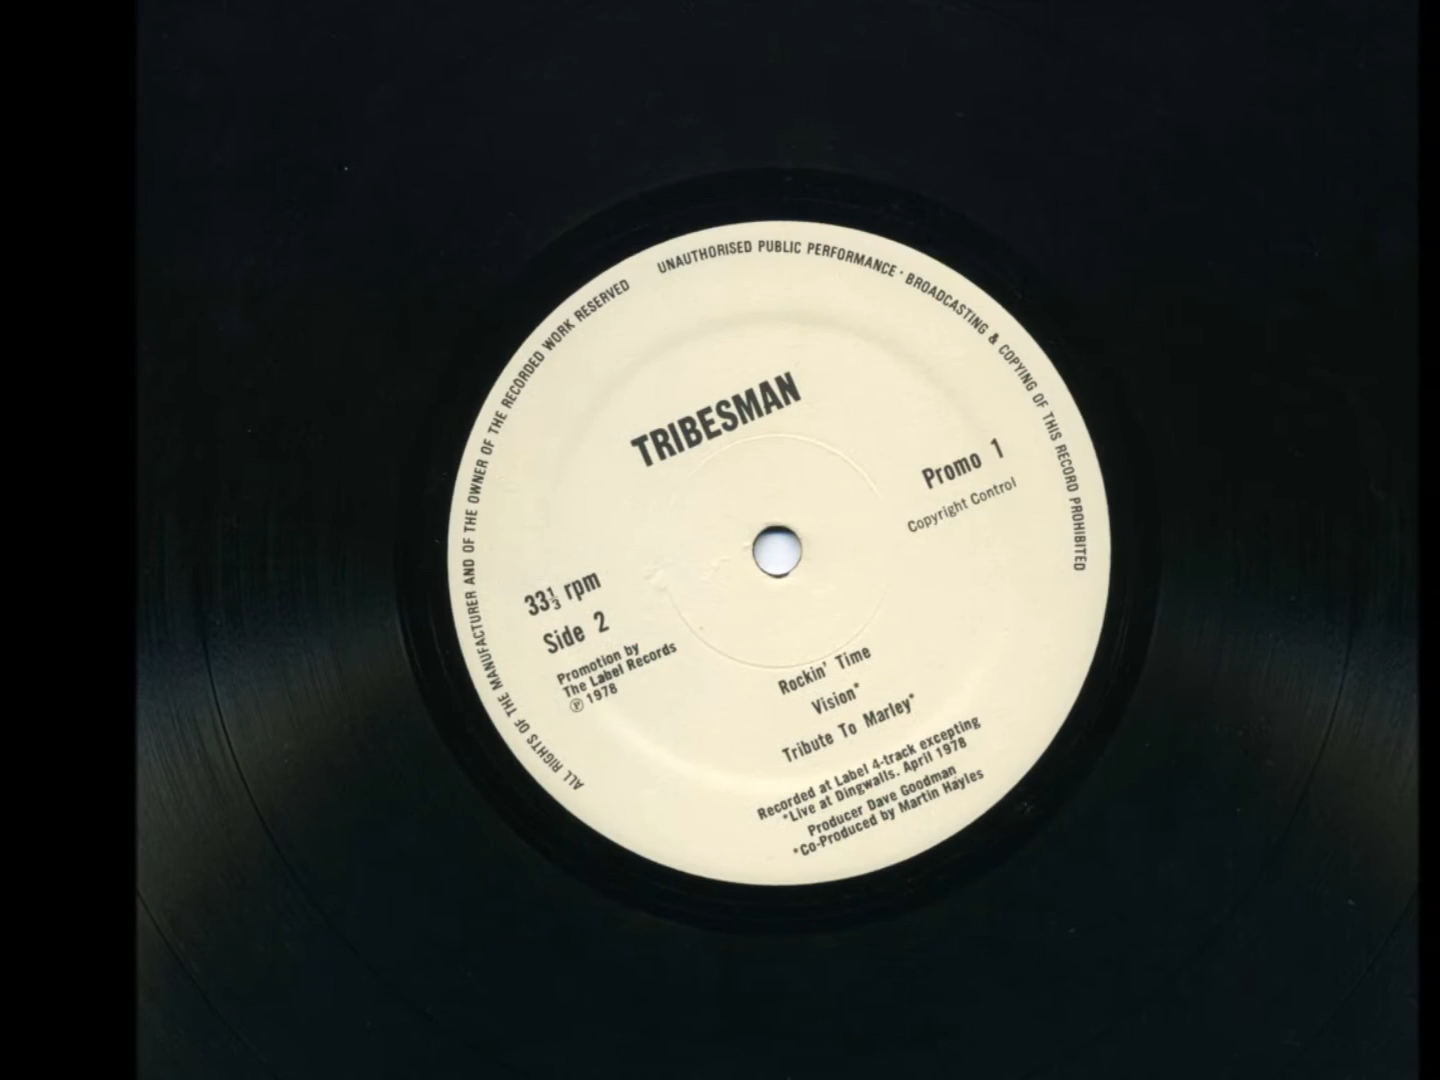 ALL RIGHTS OF THE MANUFACTURER AND OF THE OWNER OF THE RECORDED WORK RESERVED
UNAUTHORISED PUBLIC PERFORMANCE · BROADCASTING & COPYING OF THIS RECORD PROHIBITED
TRIBESMAN
Promo 1
Copyright Control
33⅓ rpm
Side 2
Promotion by
The Label Records
℗ 1978
Rockin' Time
Vision*
Tribute To Marley*
Recorded at Label 4-track excepting
*Live at Dingwalls. April 1978
Producer Dave Goodman
*Co-Produced by Martin Hayles